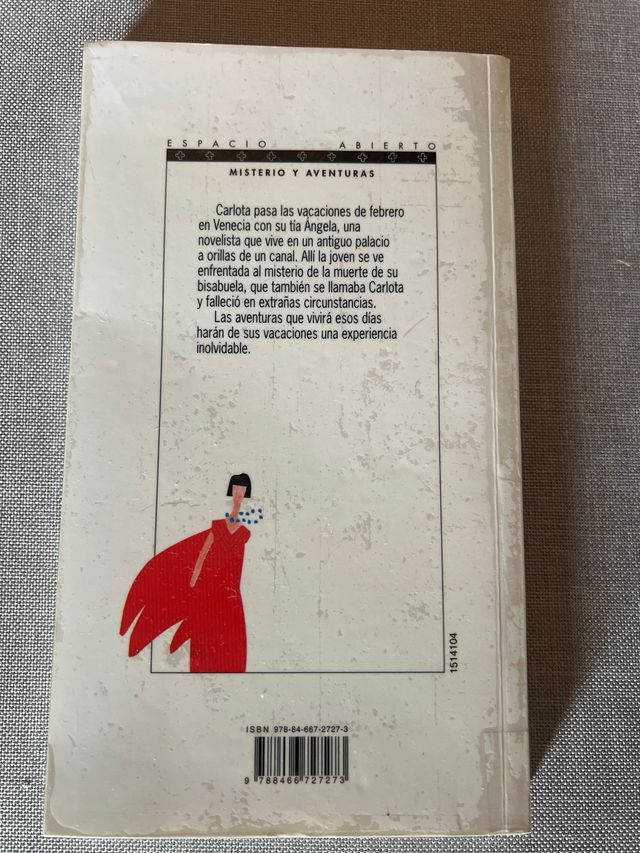 ESPACIO ABIERTO
MISTERIO Y AVENTURAS
Carlota pasa las vacaciones de febrero
en Venecia con su tía Ángela, una
novelista que vive en un antiguo palacio
a orillas de un canal. Allí la joven se ve
enfrentada al misterio de la muerte de su
bisabuela, que también se llamaba Carlota
y falleció en extrañas circunstancias.
Las aventuras que vivirá esos días
harán de sus vacaciones una experiencia
inolvidable.
1514104
ISBN 978-84-667-2727-3
9 788466 727273